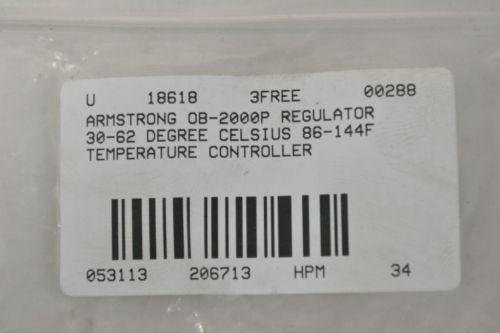 U 18618 3FREE 00288
ARMSTRONG OB-2000P REGULATOR
30-62 DEGREE CELSIUS 86-144F
TEMPERATURE CONTROLLER
053113 206713 HPM 34